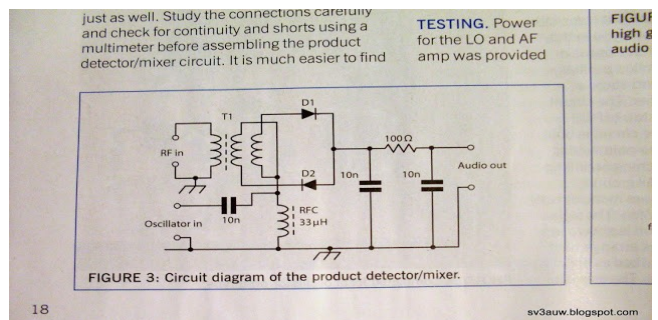 just as well. Study the connections carefully
and check for continuity and shorts using a
multimeter before assembling the product
detector/mixer circuit. It is much easier to find
TESTING. Power
for the LO and AF
amp was provided
high
audio
D1
T1
RF in
100Ω
D2
10n
10n
Audio out
Oscillator in
10n
RFC
33µH
FIGURE 3: Circuit diagram of the product detector/mixer.
18
sv3auw.blogspot.com